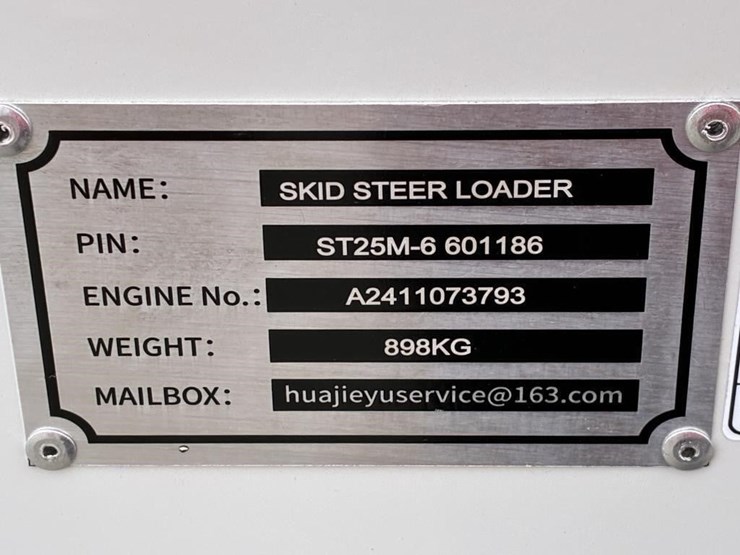 NAME: SKID STEER LOADER
PIN: ST25M-6 601186
ENGINE No.: A2411073793
WEIGHT: 898KG
MAILBOX: huajieyuservice@163.com